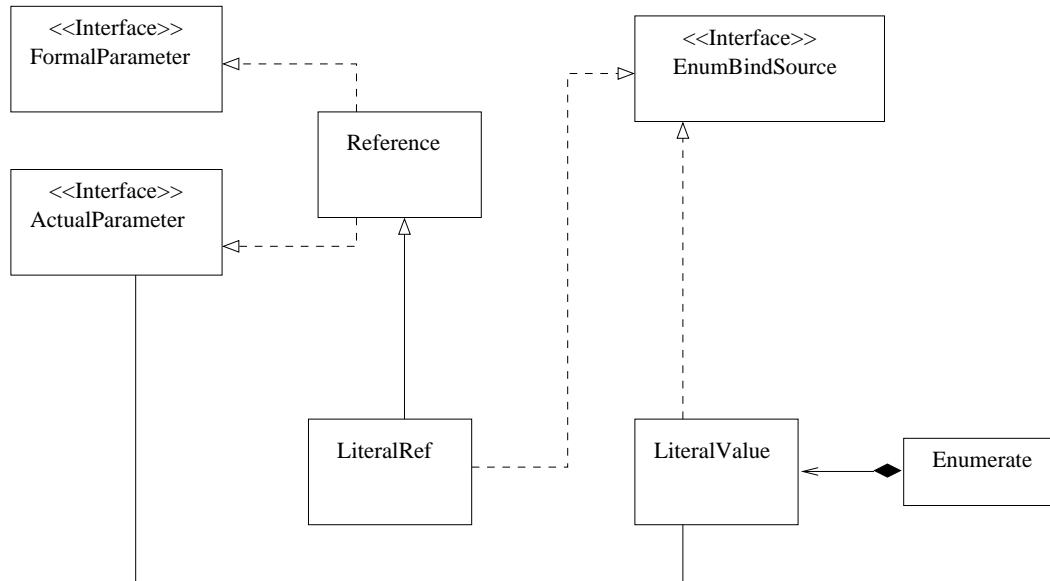 <<Interface>>
FormalParameter
<<Interface>>
EnumBindSource
Reference
<<Interface>>
ActualParameter
LiteralRef
LiteralValue
Enumerate